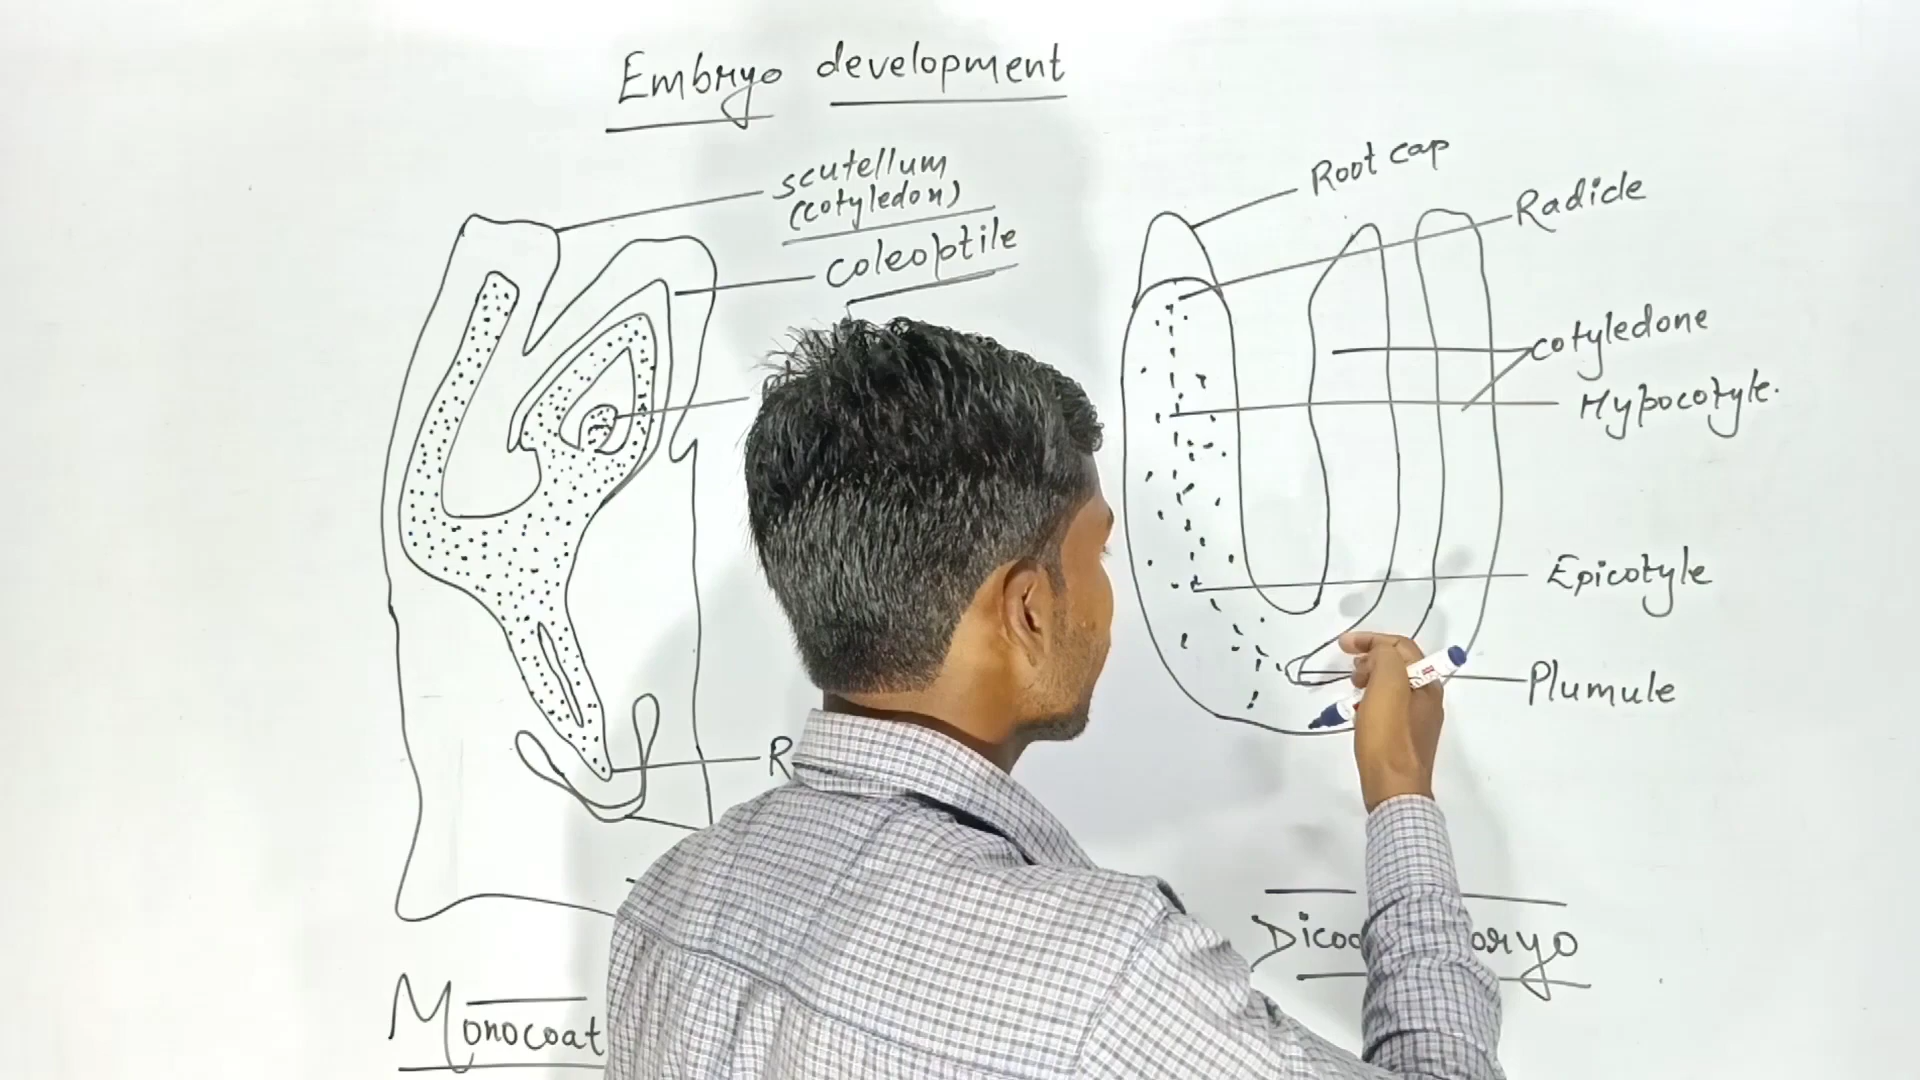 Embryo development
scutellum
(cotyledon)
coleoptile
R
Monocoat
Root cap
Radicle
cotyledone
Hypocotyle.
Epicotyle
Plumule